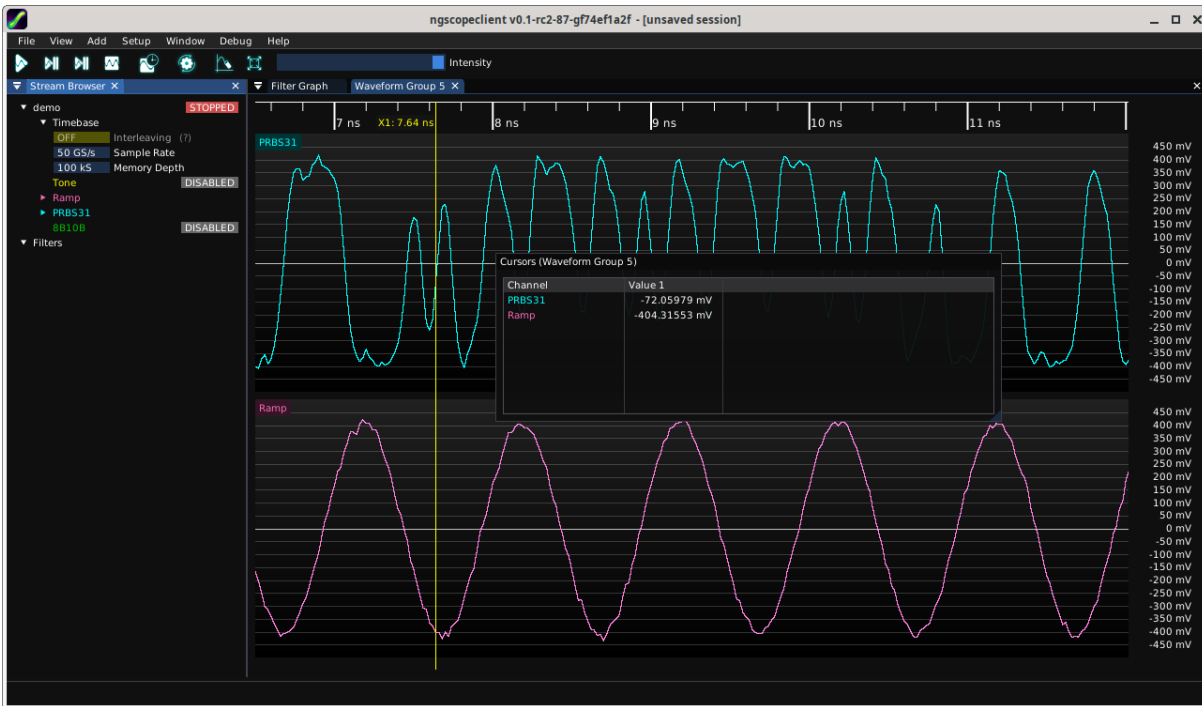 ngscopeclient v0.1-rc2-87-gf74ef1a2f - [unsaved session]
File View Add Setup Window Debug Help
Intensity
Stream Browser
demo STOPPED
Timebase
OFF Interleaving (?)
50 GS/s Sample Rate
100 kS Memory Depth
Tone DISABLED
Ramp
PRBS31
8B10B DISABLED
Filters
Filter Graph Waveform Group 5
7 ns X1: 7.64 ns 8 ns 9 ns 10 ns 11 ns
PRBS31
450 mV
400 mV
350 mV
300 mV
250 mV
200 mV
150 mV
100 mV
50 mV
0 mV
-50 mV
-100 mV
-150 mV
-200 mV
-250 mV
-300 mV
-350 mV
-400 mV
-450 mV
Cursors (Waveform Group 5)
Channel Value 1
PRBS31 -72.05979 mV
Ramp -404.31553 mV
Ramp
450 mV
400 mV
350 mV
300 mV
250 mV
200 mV
150 mV
100 mV
50 mV
0 mV
-50 mV
-100 mV
-150 mV
-200 mV
-250 mV
-300 mV
-350 mV
-400 mV
-450 mV